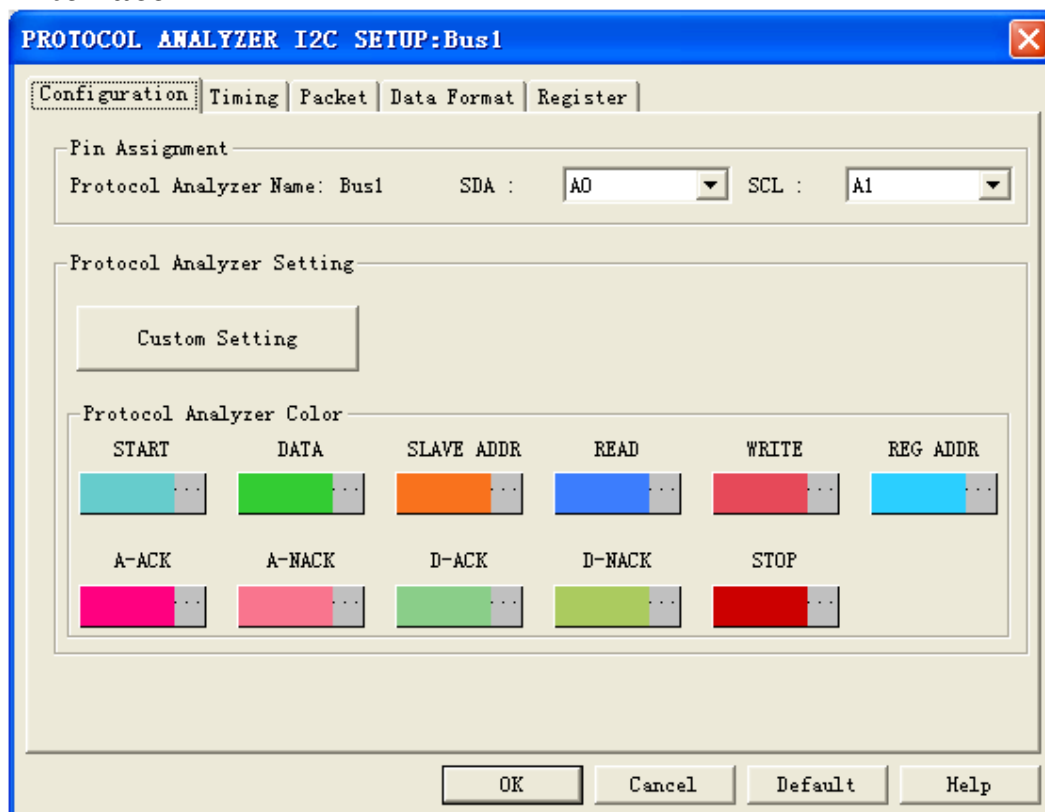 PROTOCOL ANALYZER I2C SETUP:Bus1
Configuration Timing Packet Data Format Register
Pin Assignment
Protocol Analyzer Name: Bus1 SDA : A0 SCL : A1
Protocol Analyzer Setting
Custom Setting
Protocol Analyzer Color
START DATA SLAVE ADDR READ WRITE REG ADDR
... ... ... ... ... ...
A-ACK A-NACK D-ACK D-NACK STOP
... ... ... ... ...
OK Cancel Default Help